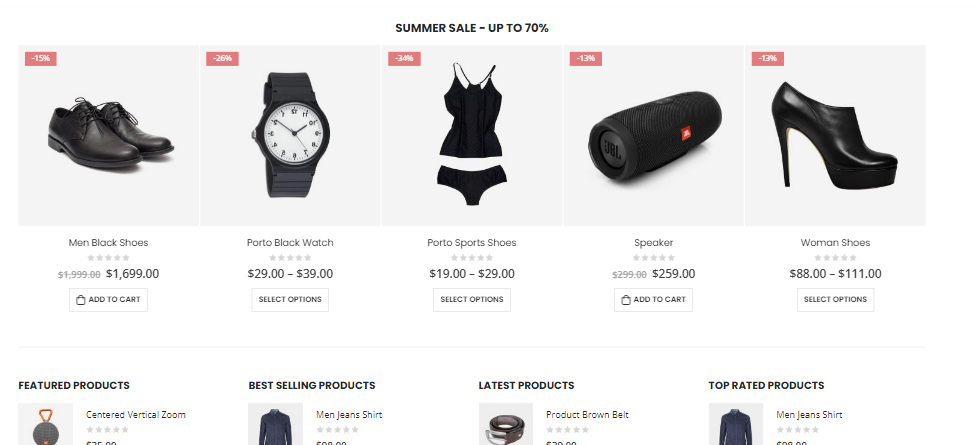 SUMMER SALE - UP TO 70%
-15%
-26%
-34%
-13%
-13%
JBL
JBL
Men Black Shoes
Porto Black Watch
Porto Sports Shoes
Speaker
Woman Shoes
$1,999.00 $1,699.00
$29.00 – $39.00
$19.00 – $29.00
$299.00 $259.00
$88.00 – $111.00
ADD TO CART
SELECT OPTIONS
SELECT OPTIONS
ADD TO CART
SELECT OPTIONS
FEATURED PRODUCTS
BEST SELLING PRODUCTS
LATEST PRODUCTS
TOP RATED PRODUCTS
Centered Vertical Zoom
Men Jeans Shirt
Product Brown Belt
Men Jeans Shirt